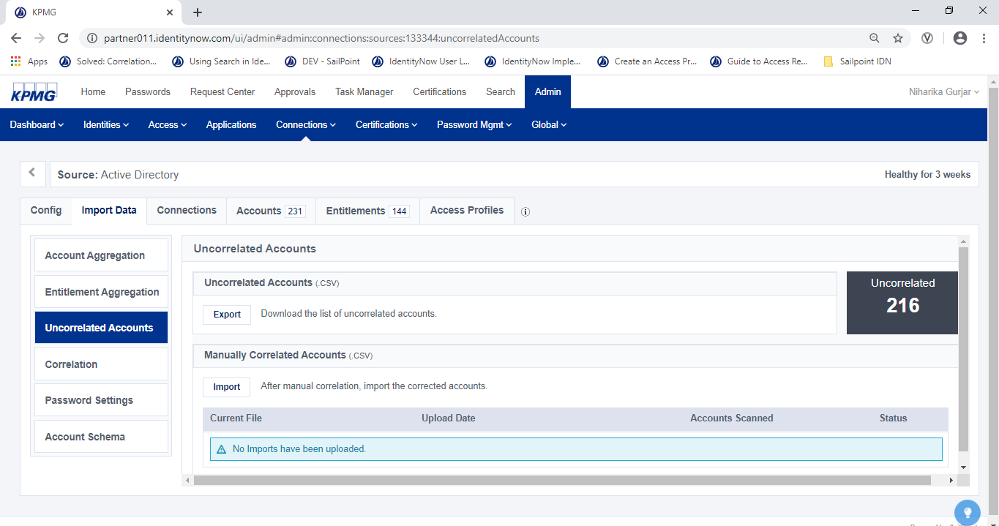 KPMG
partner011.identitynow.com/ui/admin#admin:connections:sources:133344:uncorrelatedAccounts
Apps Solved: Correlation... Using Search in Ide... DEV - SailPoint IdentityNow User L... IdentityNow Imple... Create an Access Pr... Guide to Access Re... Sailpoint IDN
KPMG Home Passwords Request Center Approvals Task Manager Certifications Search Admin Niharika Gurjar
Dashboard Identities Access Applications Connections Certifications Password Mgmt Global
Source: Active Directory Healthy for 3 weeks
Config Import Data Connections Accounts 231 Entitlements 144 Access Profiles
Account Aggregation
Entitlement Aggregation
Uncorrelated Accounts
Correlation
Password Settings
Account Schema
Uncorrelated Accounts
Uncorrelated Accounts (.CSV)
Export Download the list of uncorrelated accounts.
Uncorrelated
216
Manually Correlated Accounts (.CSV)
Import After manual correlation, import the corrected accounts.
Current File Upload Date Accounts Scanned Status
No Imports have been uploaded.